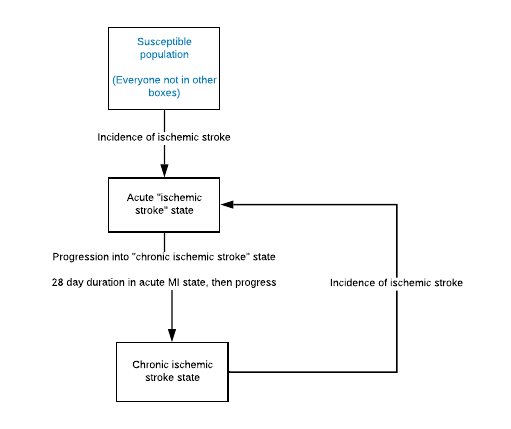 Susceptible
population
(Everyone not in other
boxes)
Incidence of ischemic stroke
Acute "ischemic
stroke" state
Progression into "chronic ischemic stroke" state
28 day duration in acute MI state, then progress
Incidence of ischemic stroke
Chronic ischemic
stroke state